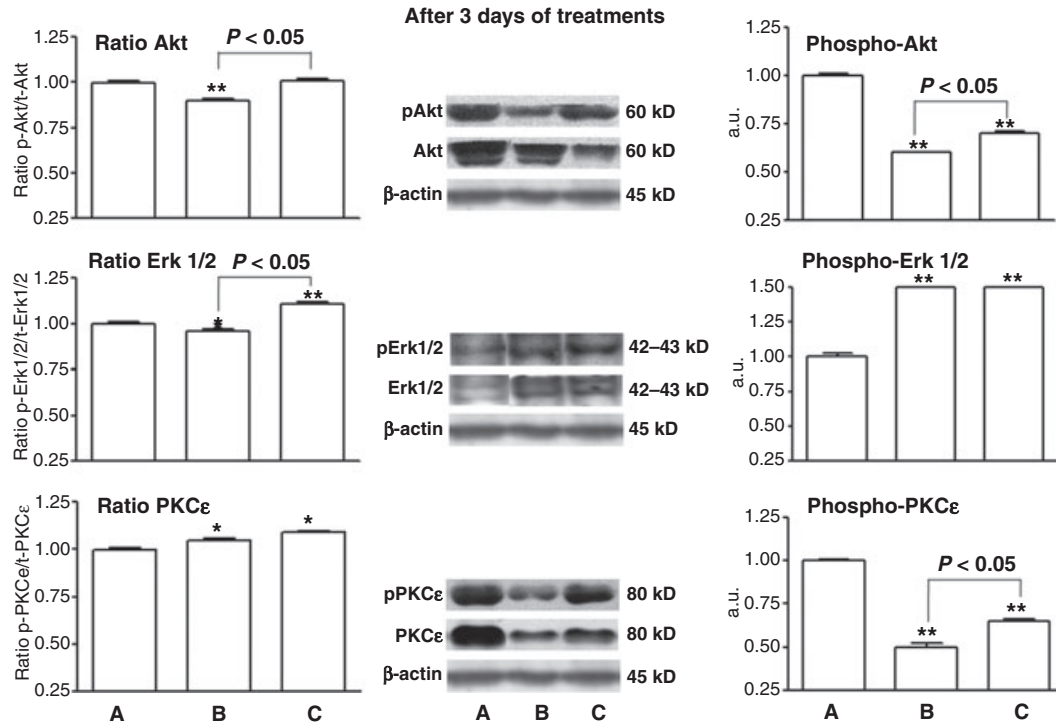 After 3 days of treatments
Ratio Akt
P < 0.05
**
Ratio p-Akt/t-Akt
1.25
1.00
0.75
0.50
0.25
pAkt 60 kD
Akt 60 kD
β-actin 45 kD
Phospho-Akt
P < 0.05
**
**
a.u.
1.25
1.00
0.75
0.50
0.25
Ratio Erk 1/2
P < 0.05
*
**
Ratio p-Erk1/2/t-Erk1/2
1.25
1.00
0.75
0.50
0.25
pErk1/2 42–43 kD
Erk1/2 42–43 kD
β-actin 45 kD
Phospho-Erk 1/2
**
**
a.u.
1.50
1.25
1.00
0.75
0.50
0.25
Ratio PKCε
*
*
Ratio p-PKCe/t-PKCε
1.25
1.00
0.75
0.50
0.25
A B C
pPKCε 80 kD
PKCε 80 kD
β-actin 45 kD
A B C
Phospho-PKCε
P < 0.05
**
**
a.u.
1.25
1.00
0.75
0.50
0.25
A B C